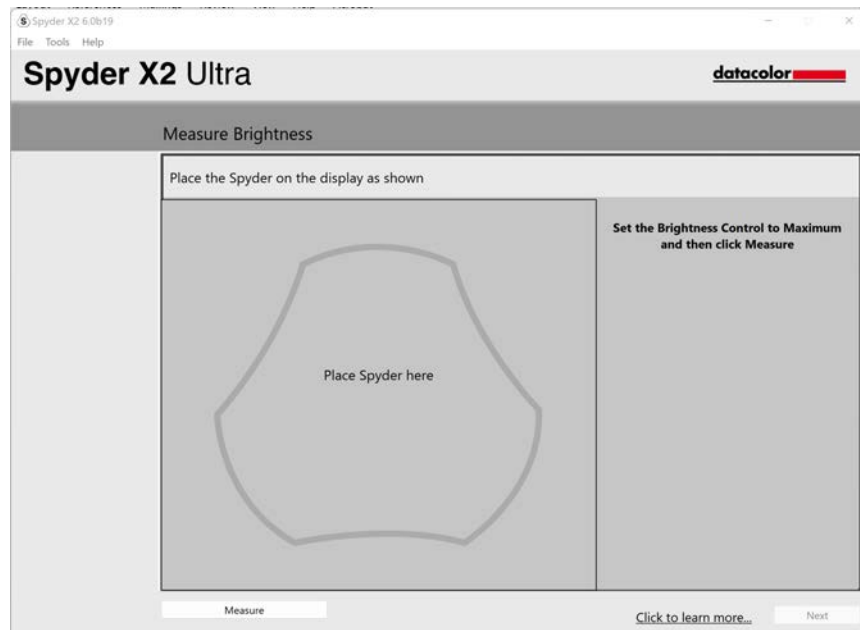 Spyder X2 6.0b19
File Tools Help
Spyder X2 Ultra
datacolor
Measure Brightness
Place the Spyder on the display as shown
Set the Brightness Control to Maximum
and then click Measure
Place Spyder here
Measure
Click to learn more...
Next